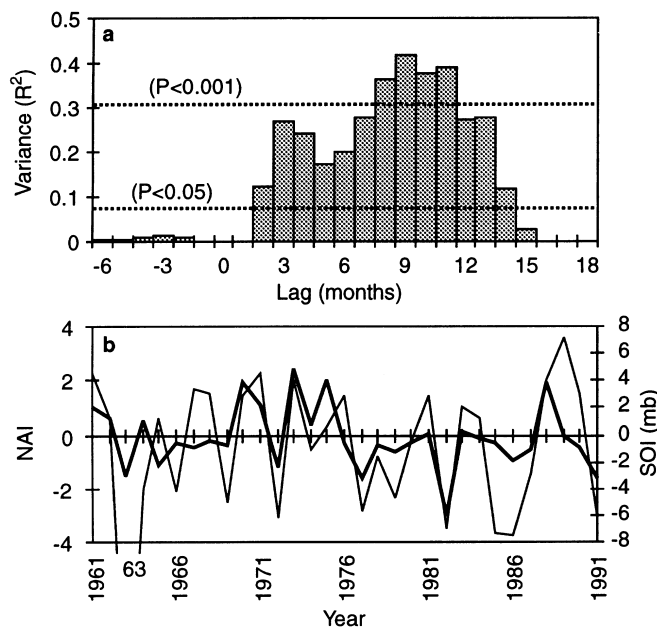 a
0.5
0.4
0.3
0.2
0.1
0
Variance (R²)
(P<0.001)
(P<0.05)
-6 -3 0 3 6 9 12 15 18
Lag (months)
b
4
2
0
-2
-4
NAI
8
6
4
2
0
-2
-4
-6
-8
SOI (mb)
63
1961 1966 1971 1976 1981 1986 1991
Year